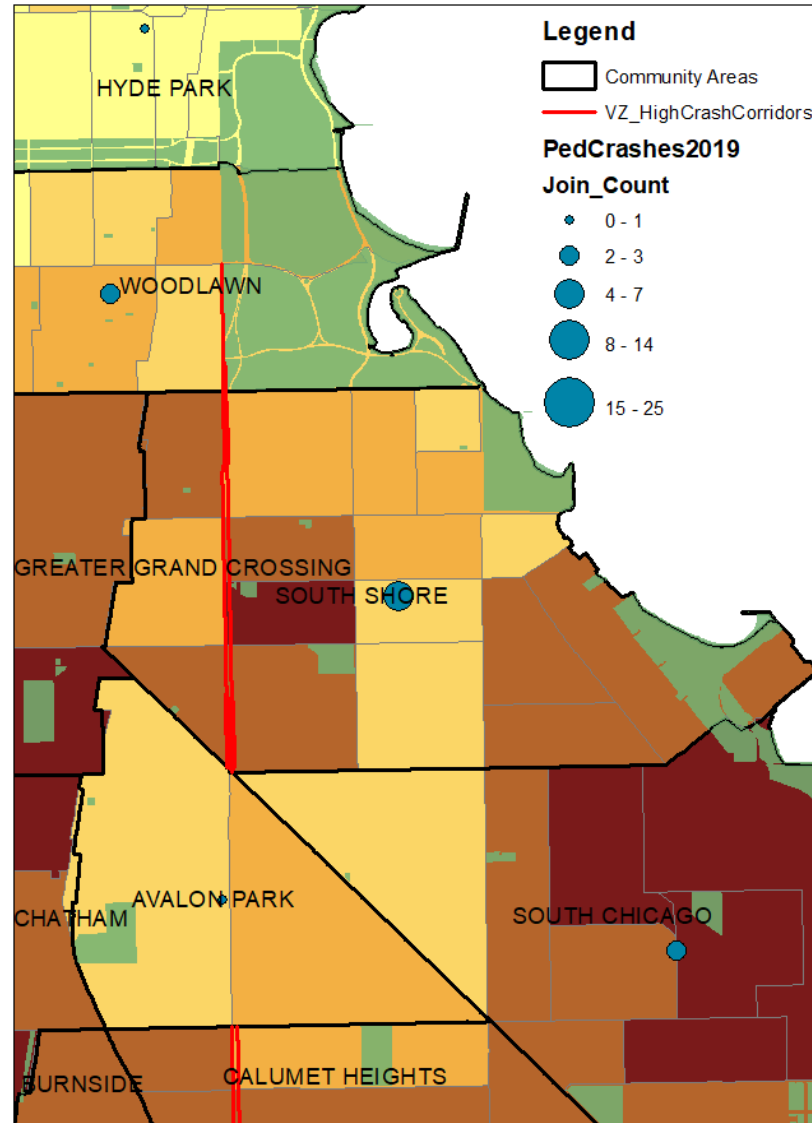 Legend
Community Areas
VZ_HighCrashCorridors
PedCrashes2019
Join_Count
0 - 1
2 - 3
4 - 7
8 - 14
15 - 25
HYDE PARK
WOODLAWN
GREATER GRAND CROSSING
SOUTH SHORE
AVALON PARK
CHATHAM
SOUTH CHICAGO
BURNSIDE
CALUMET HEIGHTS